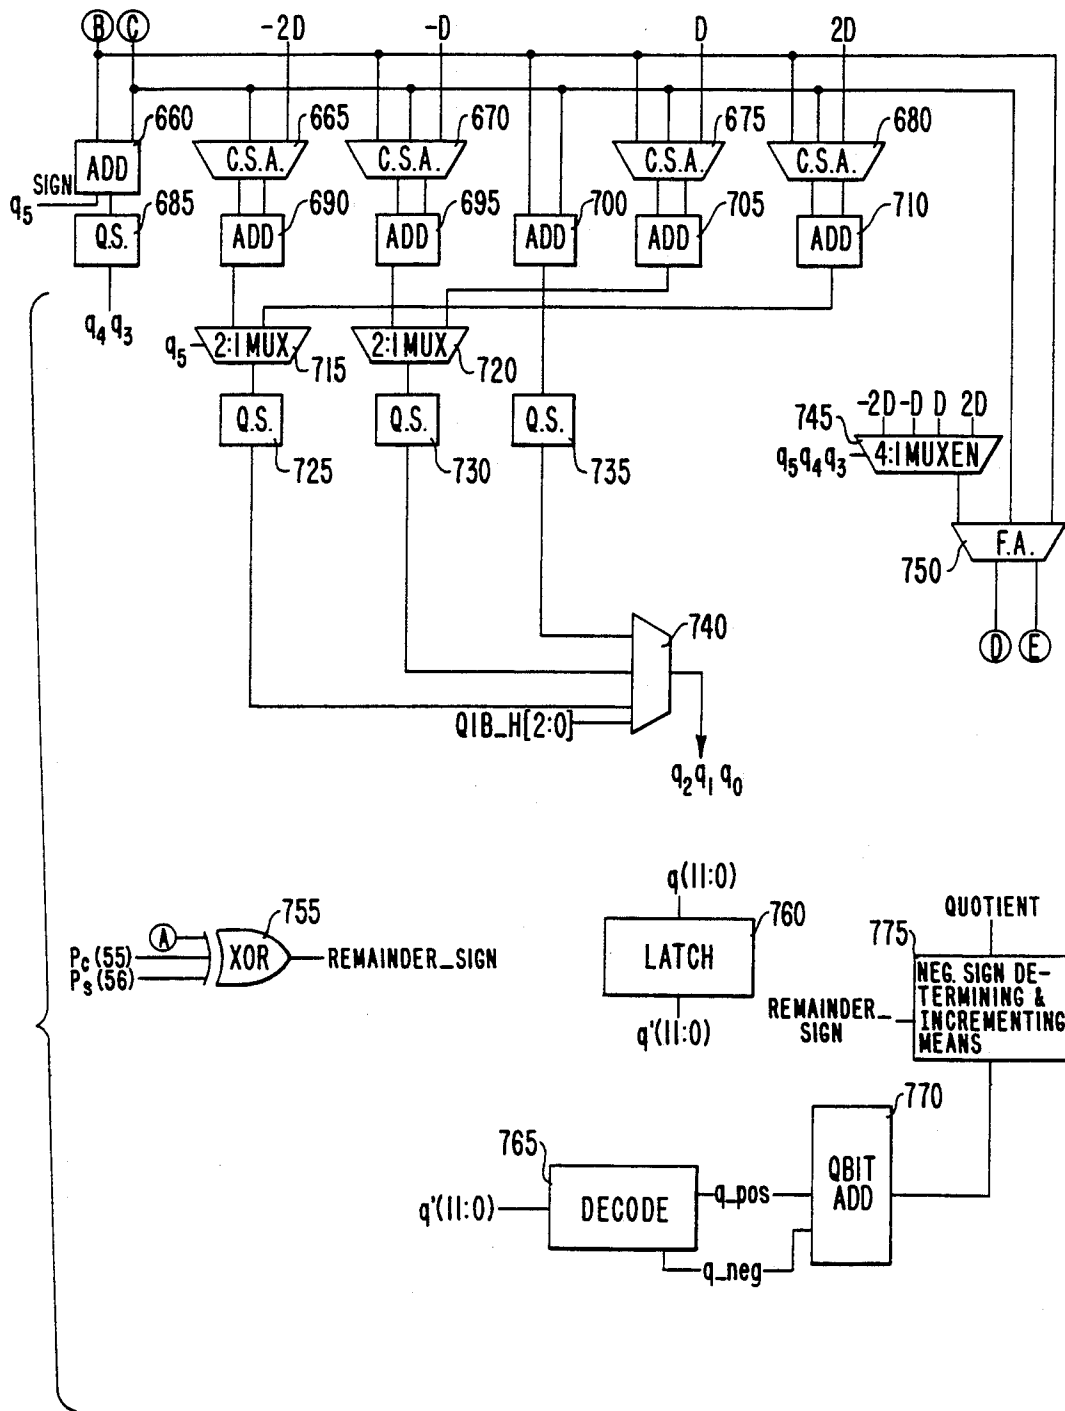 B C -2D -D D 2D
660 665 670 675 680
ADD C.S.A. C.S.A. C.S.A. C.S.A.
SIGN
q5
685 690 695 700 705 710
Q.S. ADD ADD ADD ADD ADD
q4 q3
q5 2:1 MUX 715 2:1 MUX 720
Q.S. Q.S. Q.S.
725 730 735
745 -2D -D D 2D
q5 q4 q3 4:1 MUXEN
F.A.
750
740
D E
QIB_H[2:0]
q2 q1 q0
q(11:0)
755 760 QUOTIENT
A 775
Pc(55) XOR REMAINDER_SIGN LATCH
Ps(56)
NEG. SIGN DE-
TERMINING &
INCREMENTING
MEANS
REMAINDER_
SIGN
q'(11:0)
770
765
QBIT
ADD
q'(11:0) DECODE q_pos
q_neg